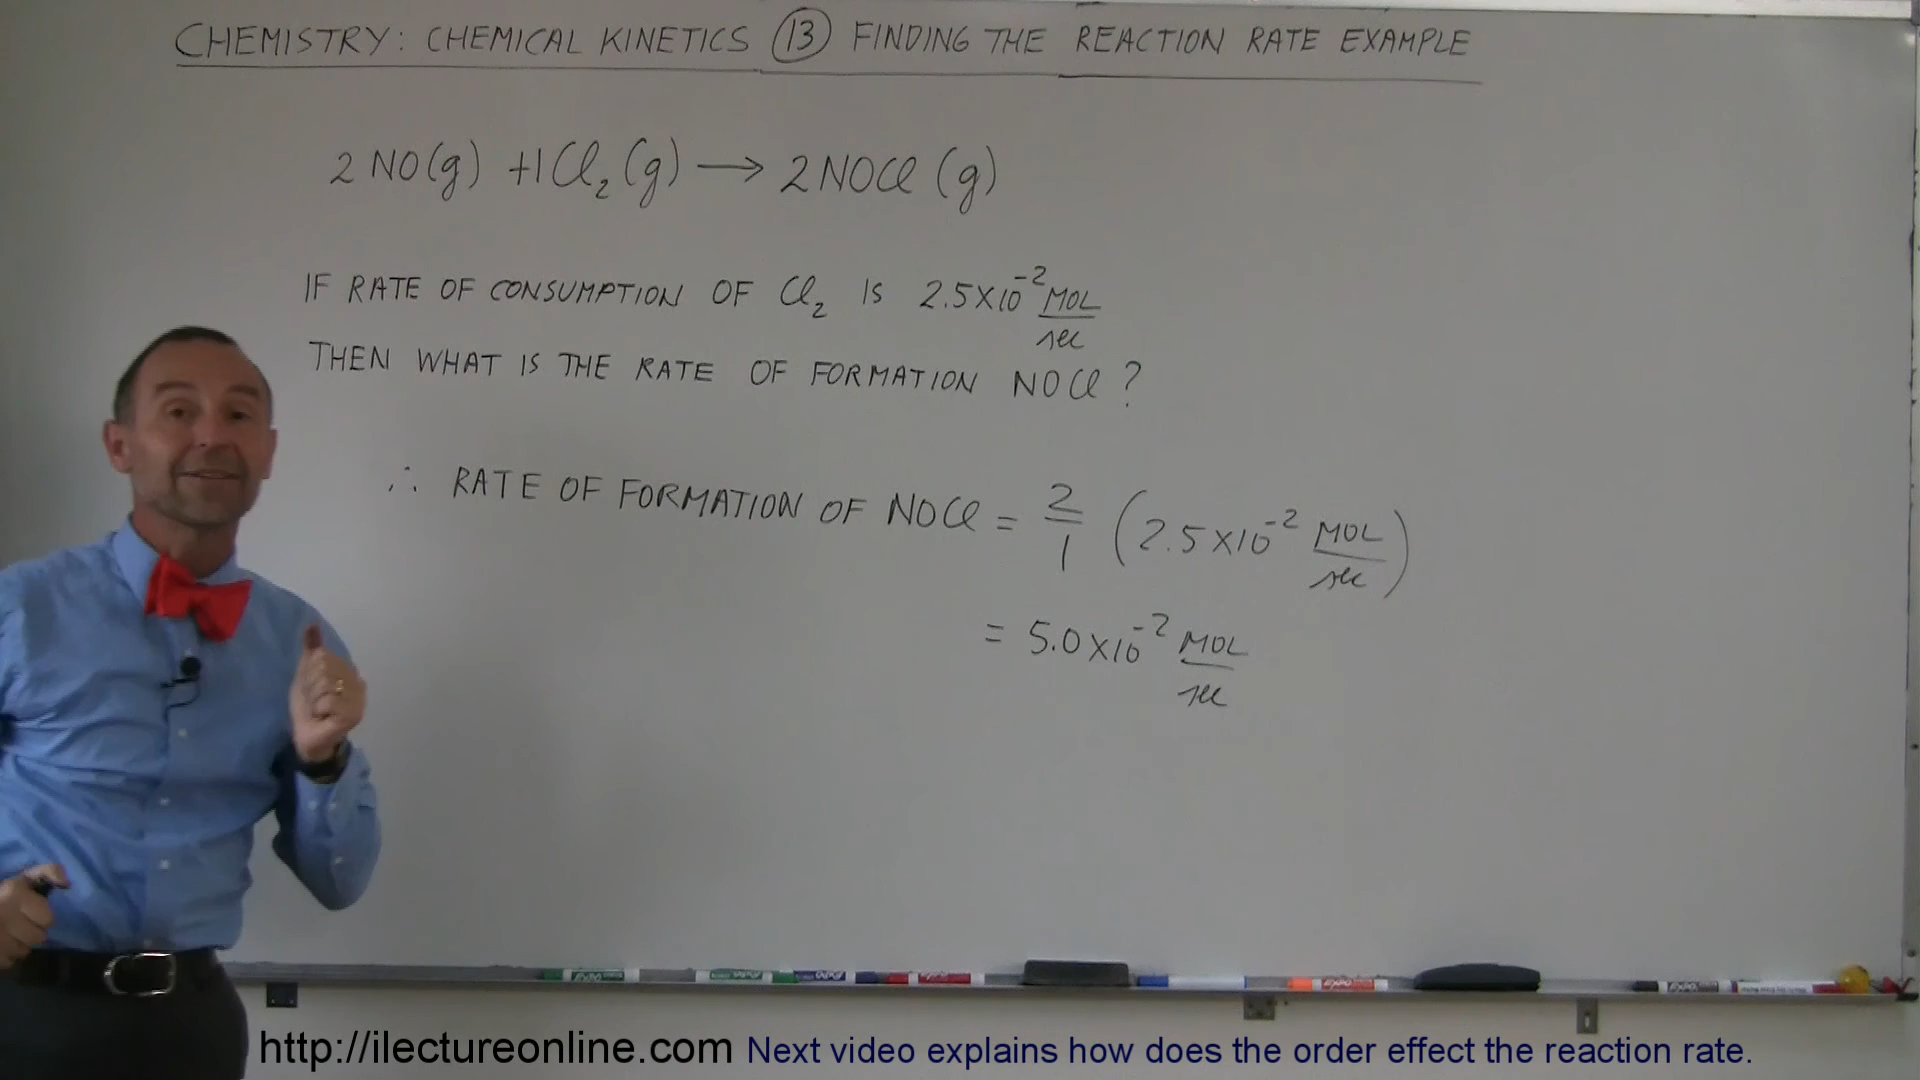 CHEMISTRY: CHEMICAL KINETICS 13 FINDING THE REACTION RATE EXAMPLE
2 NO(g) + 1 Cl₂(g) → 2 NOCl (g)
IF RATE OF CONSUMPTION OF Cl₂ IS 2.5×10⁻² MOL/sec
THEN WHAT IS THE RATE OF FORMATION NOCl ?
∴ RATE OF FORMATION OF NOCl = 2/1 (2.5×10⁻² MOL/sec)
= 5.0×10⁻² MOL/sec
http://ilectureonline.com Next video explains how does the order effect the reaction rate.